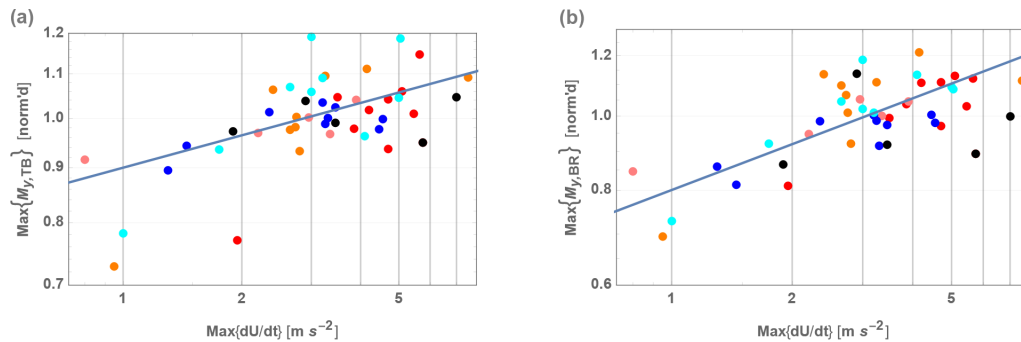 (a)
Max{My,TB} [norm'd]
1.2
1.1
1.0
0.9
0.8
0.7
1
2
5
Max{dU/dt} [m s⁻²]
(b)
Max{My,BR} [norm'd]
1.2
1.0
0.8
0.6
1
2
5
Max{dU/dt} [m s⁻²]